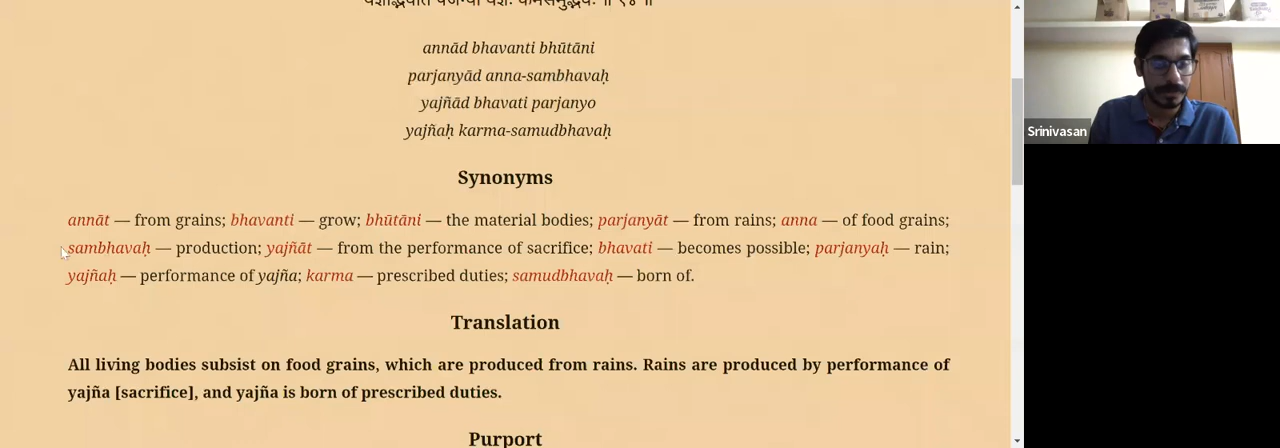 annād bhavanti bhūtāni
parjanyād anna-sambhavaḥ
yajñād bhavati parjanyo
yajñaḥ karma-samudbhavaḥ
Synonyms
annāt — from grains; bhavanti — grow; bhūtāni — the material bodies; parjanyāt — from rains; anna — of food grains;
sambhavaḥ — production; yajñāt — from the performance of sacrifice; bhavati — becomes possible; parjanyaḥ — rain;
yajñaḥ — performance of yajña; karma — prescribed duties; samudbhavaḥ — born of.
Translation
All living bodies subsist on food grains, which are produced from rains. Rains are produced by performance of
yajña [sacrifice], and yajña is born of prescribed duties.
Purport
Srinivasan